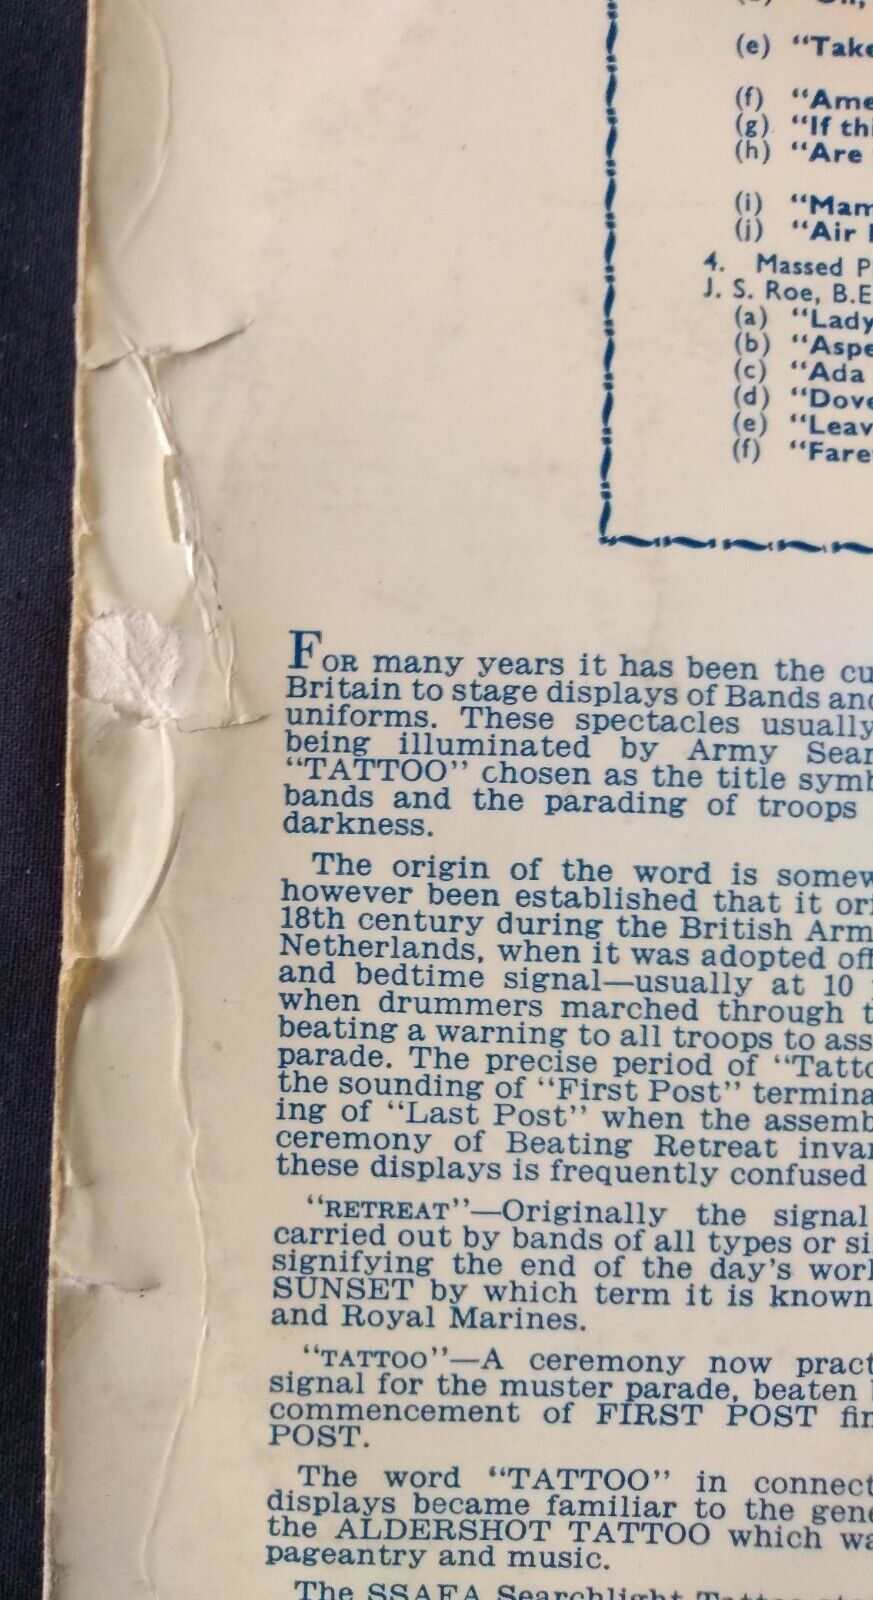 (e) "Take
(f) "Ame
(g) "If thi
(h) "Are
(i) "Mam
(j) "Air
4. Massed P
J. S. Roe, B.E
(a) "Lady
(b) "Aspe
(c) "Ada
(d) "Dove
(e) "Leav
(f) "Fare
FOR many years it has been the cu
Britain to stage displays of Bands and
uniforms. These spectacles usually
being illuminated by Army Sear
"TATTOO" chosen as the title symb
bands and the parading of troops
darkness.
The origin of the word is somew
however been established that it ori
18th century during the British Arm
Netherlands, when it was adopted off
and bedtime signal—usually at 10
when drummers marched through t
beating a warning to all troops to ass
parade. The precise period of "Tatto
the sounding of "First Post" termina
ing of "Last Post" when the assemb
ceremony of Beating Retreat invar
these displays is frequently confused
"RETREAT"—Originally the signal
carried out by bands of all types or si
signifying the end of the day's work
SUNSET by which term it is known
and Royal Marines.
"TATTOO"—A ceremony now pract
signal for the muster parade, beaten
commencement of FIRST POST fin
POST.
The word "TATTOO" in connect
displays became familiar to the gene
the ALDERSHOT TATTOO which wa
pageantry and music.
The SSAFA Searchlight Tattoo